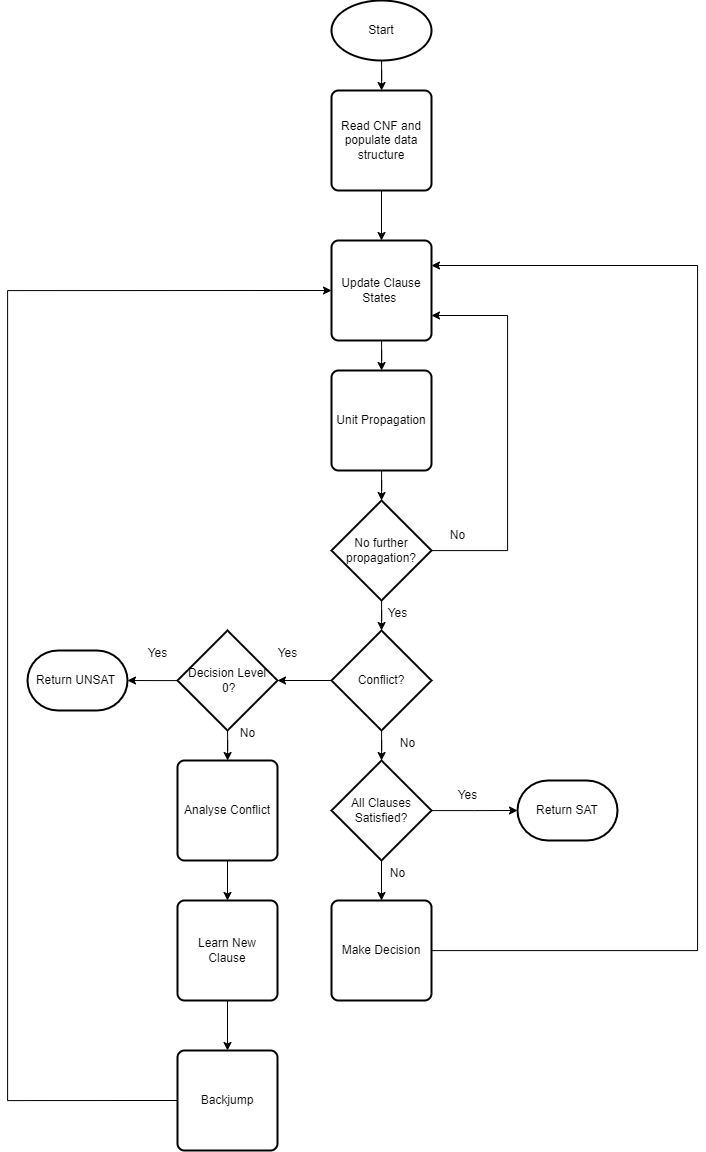 Start
Read CNF and
populate data
structure
Update Clause
States
Unit Propagation
No further
propagation?
No
Yes
Conflict?
Yes
Decision Level
0?
Yes
Return UNSAT
No
No
Analyse Conflict
All Clauses
Satisfied?
Yes
Return SAT
No
Learn New
Clause
Make Decision
Backjump